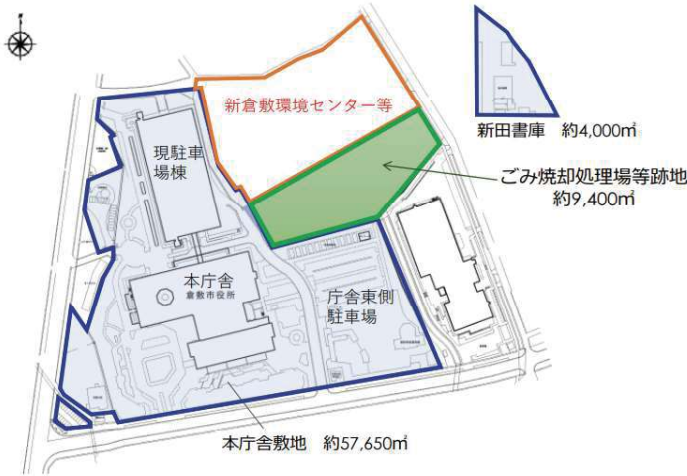 新倉敷環境センター等
新田書庫 約4,000㎡
現駐車
場棟
ごみ焼却処理場等跡地
約9,400㎡
本庁舎
倉敷市役所
庁舎東側
駐車場
本庁舎敷地 約57,650㎡